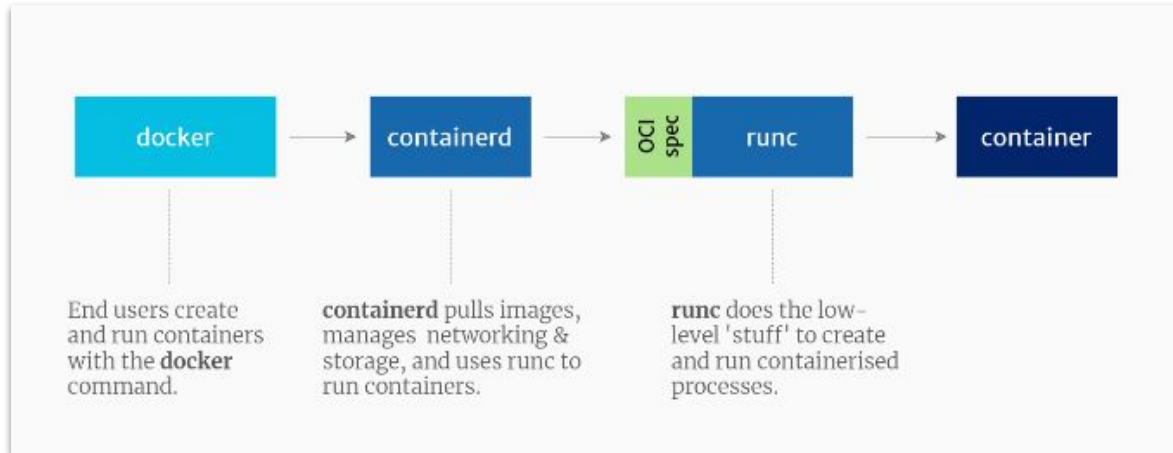 docker
containerd
OCI
spec
runc
container
End users create
and run containers
with the docker
command.
containerd pulls images,
manages networking &
storage, and uses runc to
run containers.
runc does the low-
level 'stuff' to create
and run containerised
processes.